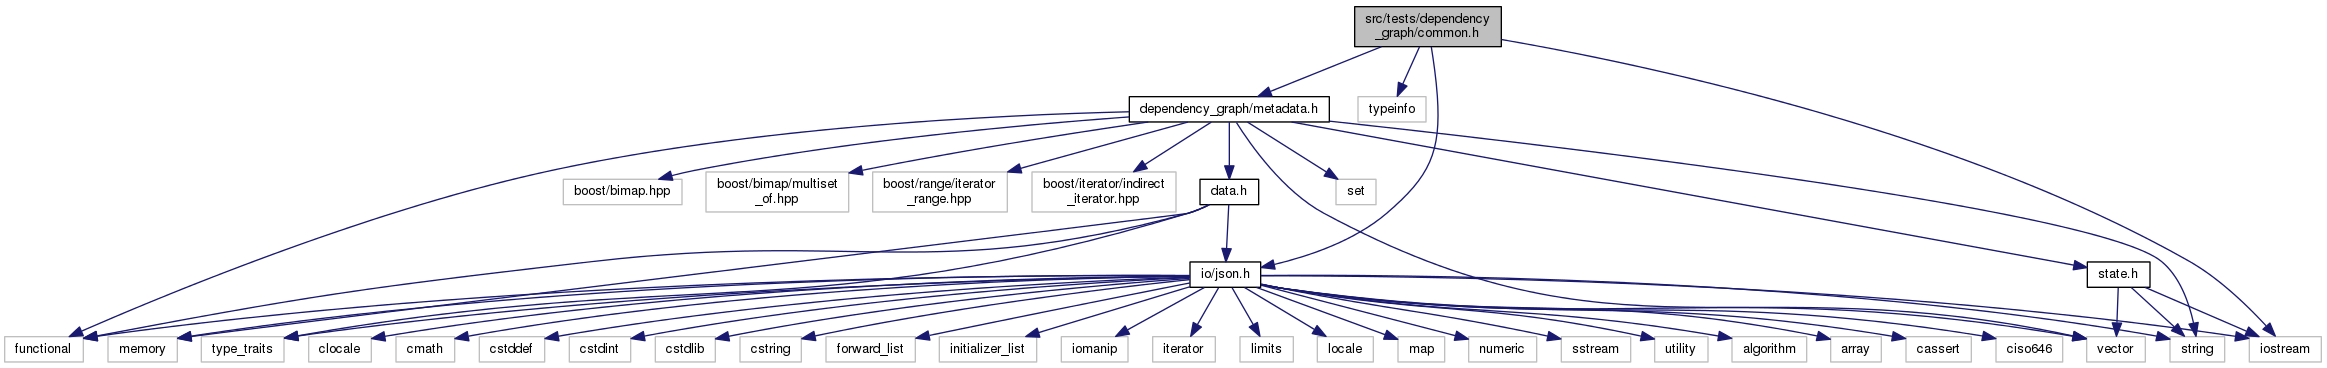 src/tests/dependency
_graph/common.h
dependency_graph/metadata.h
typeinfo
boost/bimap.hpp
boost/bimap/multiset
_of.hpp
boost/range/iterator
_range.hpp
boost/iterator/indirect
_iterator.hpp
data.h
set
io/json.h
state.h
functional
memory
type_traits
clocale
cmath
cstddef
cstdint
cstdlib
cstring
forward_list
initializer_list
iomanip
iterator
limits
locale
map
numeric
sstream
utility
algorithm
array
cassert
ciso646
vector
string
iostream